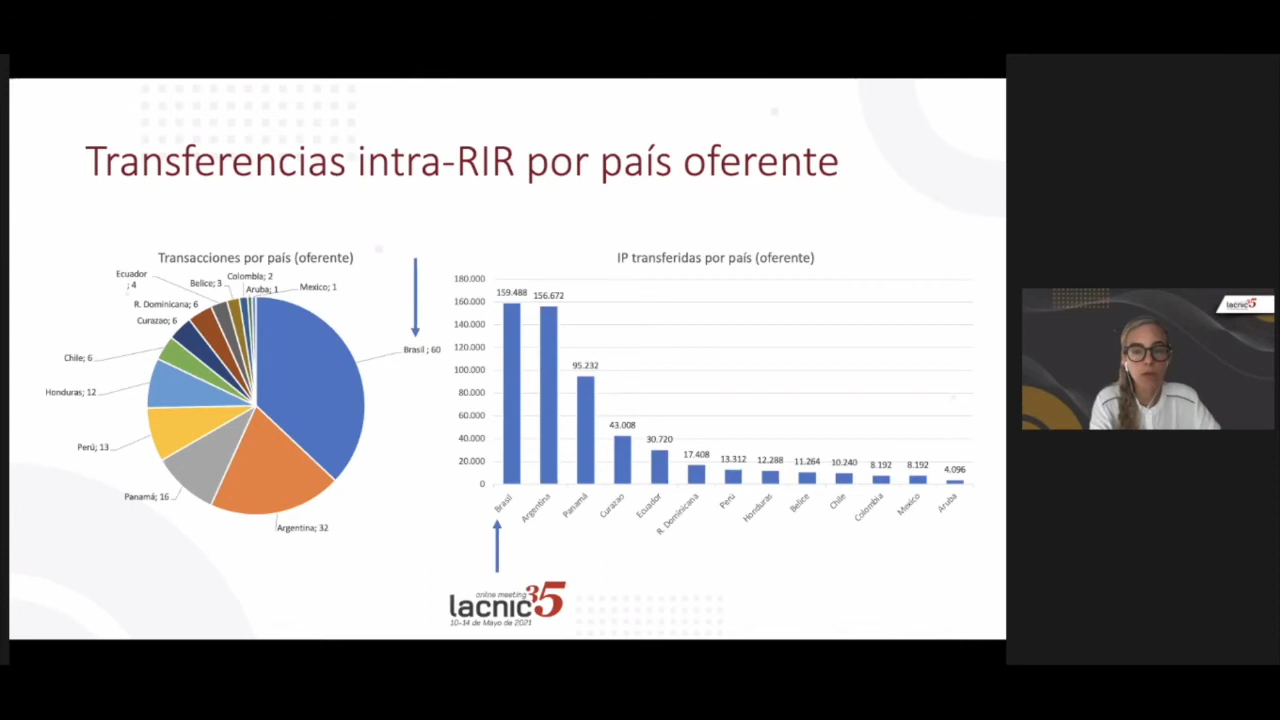 Transferencias intra-RIR por país oferente
Transacciones por país (oferente)
Ecuador
; 4
Belice; 3
Colombia; 2
Aruba; 1
Mexico; 1
R. Dominicana; 6
Curazao; 6
Chile; 6
Honduras; 12
Perú; 13
Panamá; 16
Argentina; 32
Brasil ; 60
IP transferidas por país (oferente)
180.000
160.000
140.000
120.000
100.000
80.000
60.000
40.000
20.000
0
159.488
156.672
95.232
43.008
30.720
17.408
13.312
12.288
11.264
10.240
8.192
8.192
4.096
Brasil
Argentina
Panamá
Curazao
Ecuador
R. Dominicana
Perú
Honduras
Belice
Chile
Colombia
Mexico
Aruba
online meeting
lacnic35
10-14 de Mayo de 2021
lacnic35